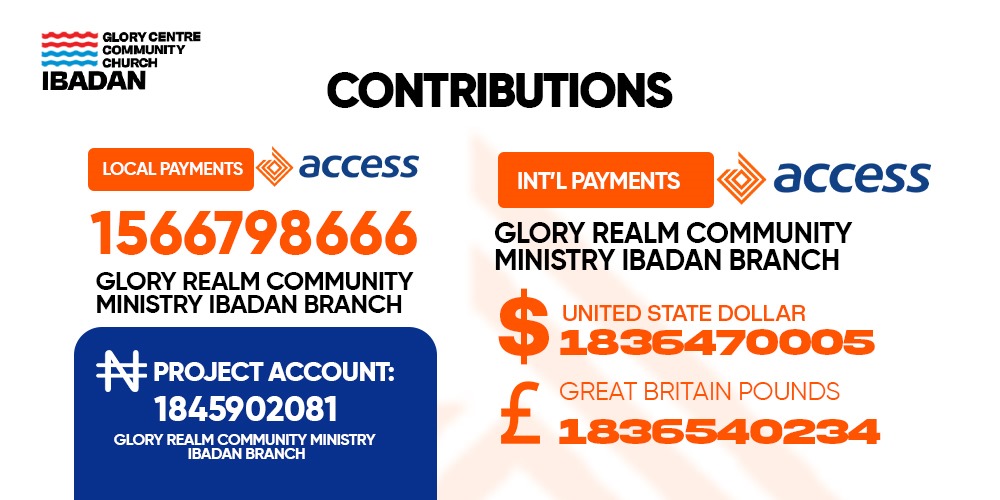 GLORY CENTRE
COMMUNITY
CHURCH
IBADAN
CONTRIBUTIONS
LOCAL PAYMENTS
access
1566798666
GLORY REALM COMMUNITY
MINISTRY IBADAN BRANCH
₦ PROJECT ACCOUNT:
1845902081
GLORY REALM COMMUNITY MINISTRY
IBADAN BRANCH
INT'L PAYMENTS
access
GLORY REALM COMMUNITY
MINISTRY IBADAN BRANCH
$ UNITED STATE DOLLAR
1836470005
£ GREAT BRITAIN POUNDS
1836540234